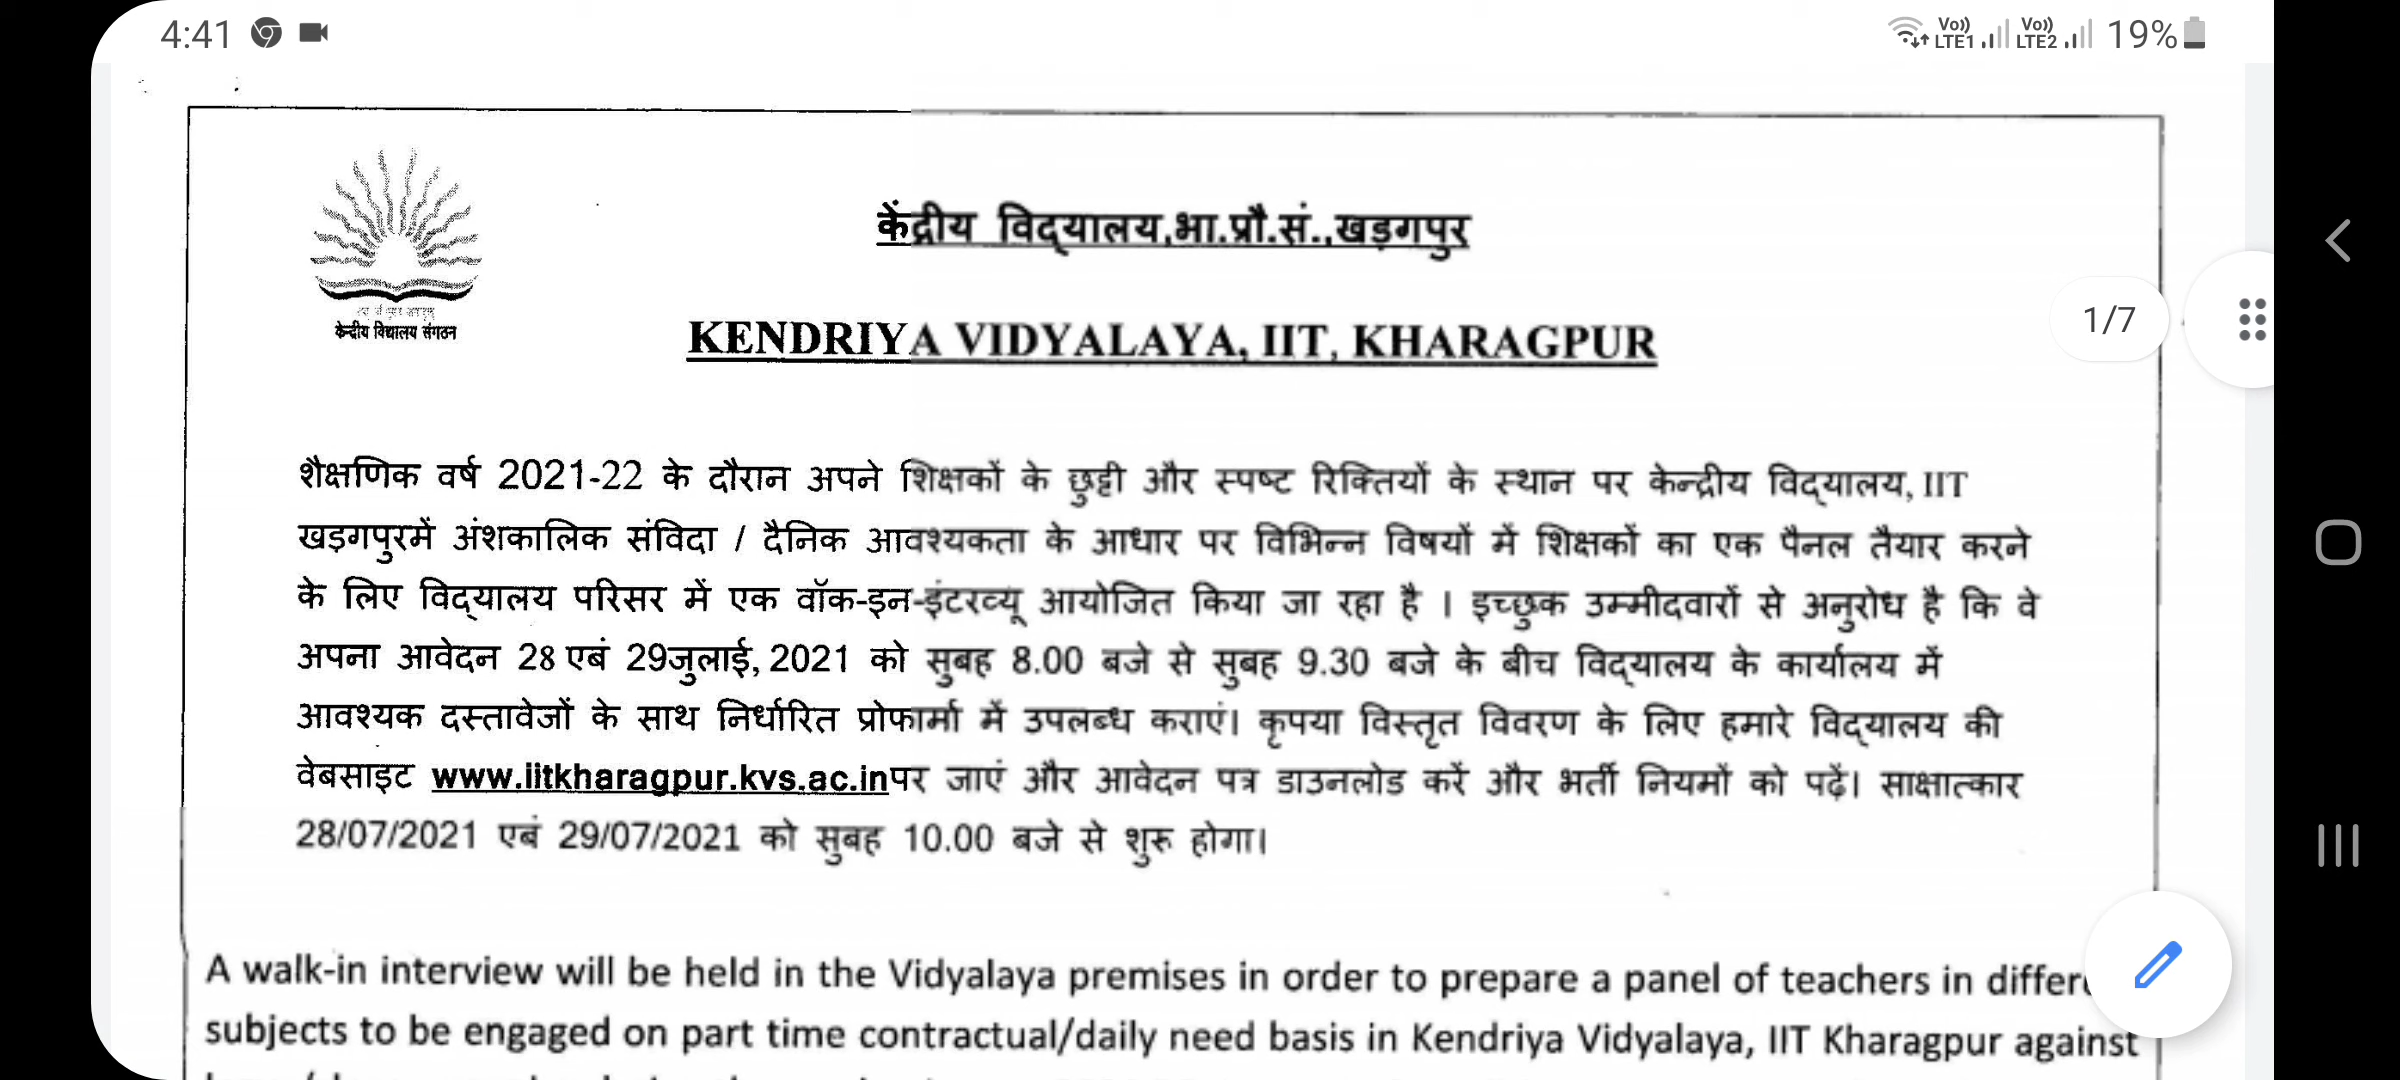 4:41
Vo)) LTE1 Vo)) LTE2 19%
केन्द्रीय विद्यालय संगठन
केंद्रीय विद्यालय,भा.प्रौ.सं.,खड़गपुर
KENDRIYA VIDYALAYA, IIT, KHARAGPUR
1/7
शैक्षणिक वर्ष 2021-22 के दौरान अपने शिक्षकों के छुट्टी और स्पष्ट रिक्तियों के स्थान पर केन्द्रीय विद्यालय, IIT
खड़गपुरमें अंशकालिक संविदा / दैनिक आवश्यकता के आधार पर विभिन्न विषयों में शिक्षकों का एक पैनल तैयार करने
के लिए विद्यालय परिसर में एक वॉक-इन-इंटरव्यू आयोजित किया जा रहा है । इच्छुक उम्मीदवारों से अनुरोध है कि वे
अपना आवेदन 28 एबं 29जुलाई, 2021 को सुबह 8.00 बजे से सुबह 9.30 बजे के बीच विद्यालय के कार्यालय में
आवश्यक दस्तावेजों के साथ निर्धारित प्रोफार्मा में उपलब्ध कराएं। कृपया विस्तृत विवरण के लिए हमारे विद्यालय की
वेबसाइट www.iitkharagpur.kvs.ac.inपर जाएं और आवेदन पत्र डाउनलोड करें और भर्ती नियमों को पढ़ें। साक्षात्कार
28/07/2021 एबं 29/07/2021 को सुबह 10.00 बजे से शुरू होगा।
A walk-in interview will be held in the Vidyalaya premises in order to prepare a panel of teachers in differe
subjects to be engaged on part time contractual/daily need basis in Kendriya Vidyalaya, IIT Kharagpur against